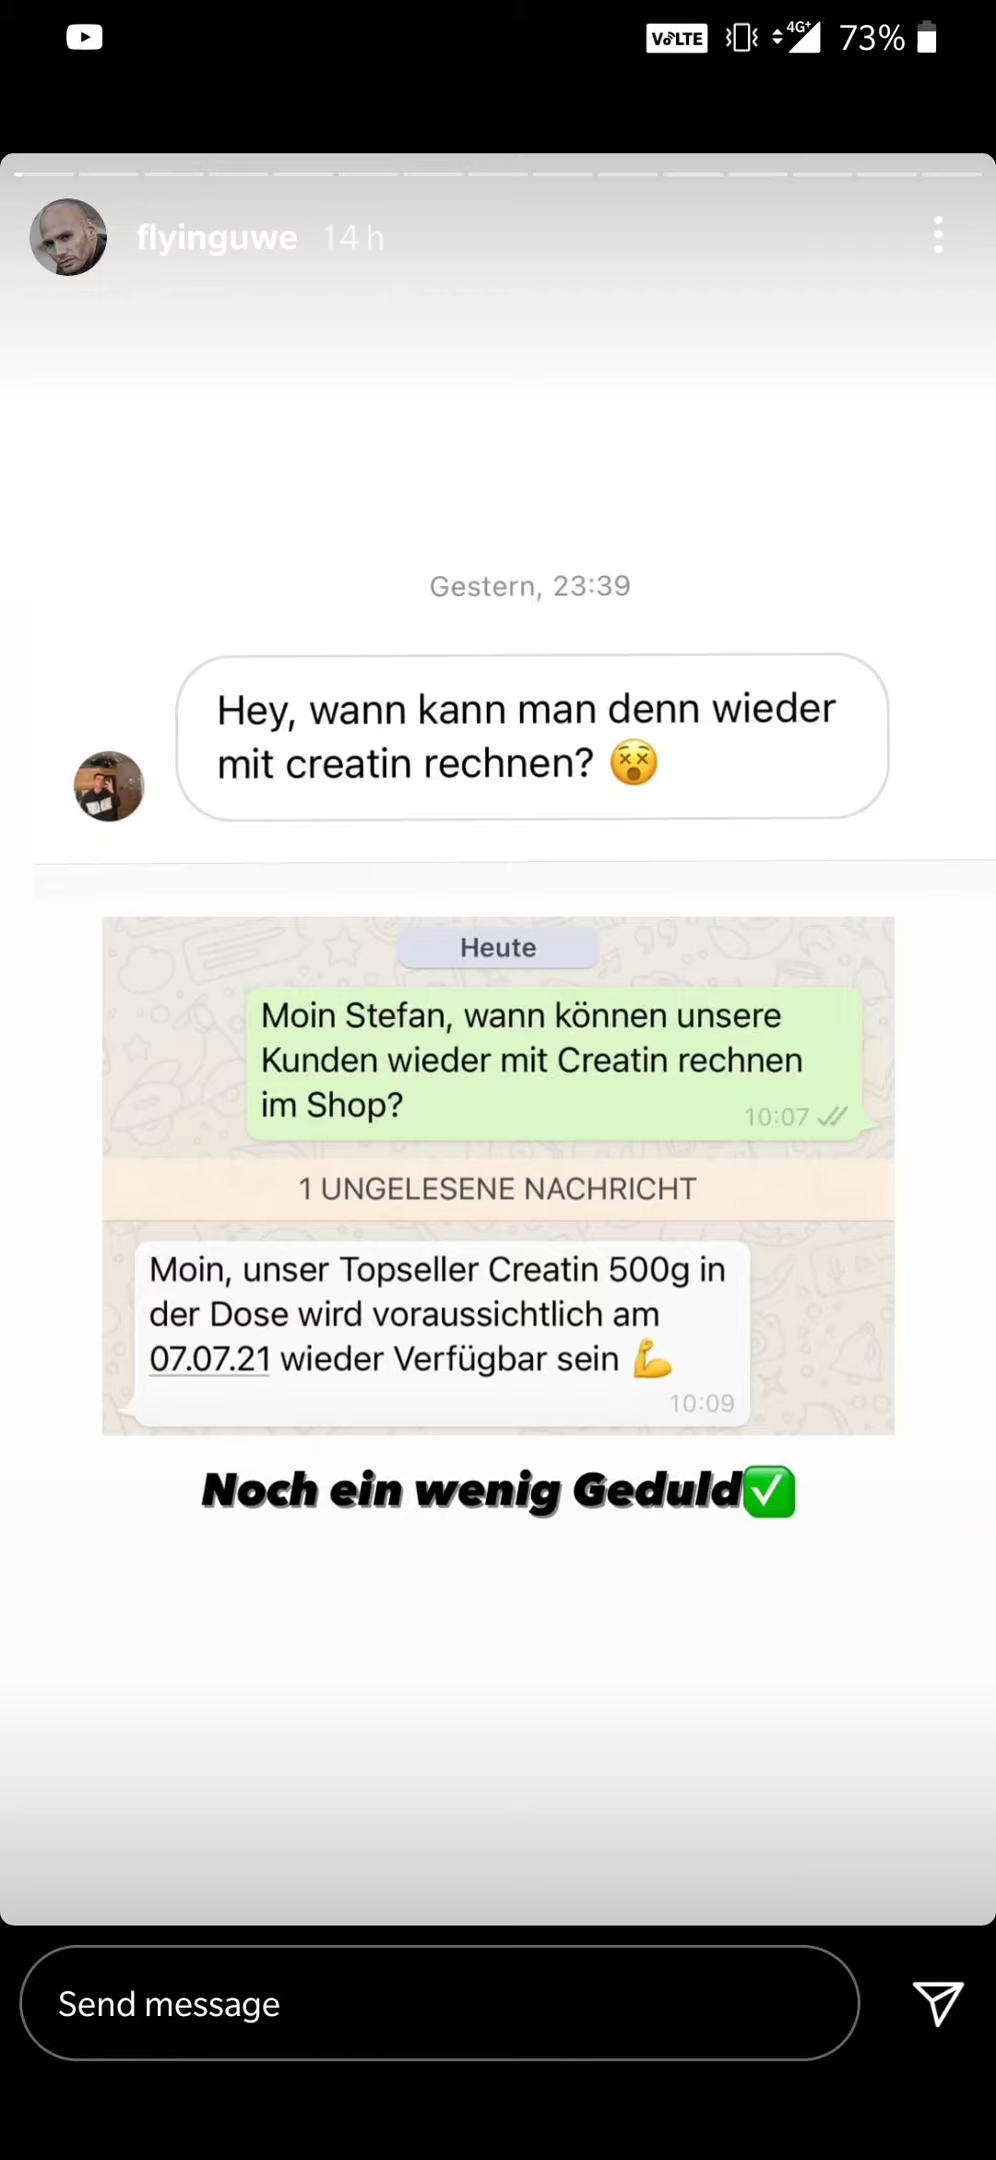 VoLTE 4G+ 73%
flyinguwe 14 h
Gestern, 23:39
Hey, wann kann man denn wieder
mit creatin rechnen? 😵
Heute
Moin Stefan, wann können unsere
Kunden wieder mit Creatin rechnen
im Shop?
10:07
1 UNGELESENE NACHRICHT
Moin, unser Topseller Creatin 500g in
der Dose wird voraussichtlich am
07.07.21 wieder Verfügbar sein 💪
10:09
Noch ein wenig Geduld✅
Send message